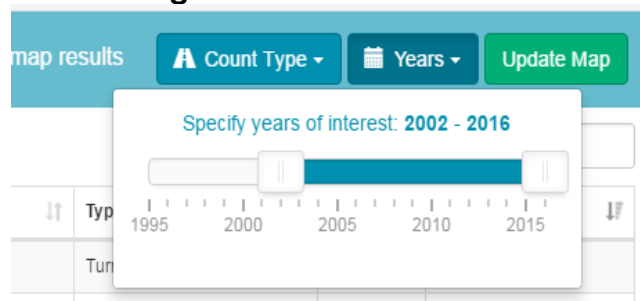 map results Count Type Years Update Map
Specify years of interest: 2002 - 2016
1995 2000 2005 2010 2015
Typ